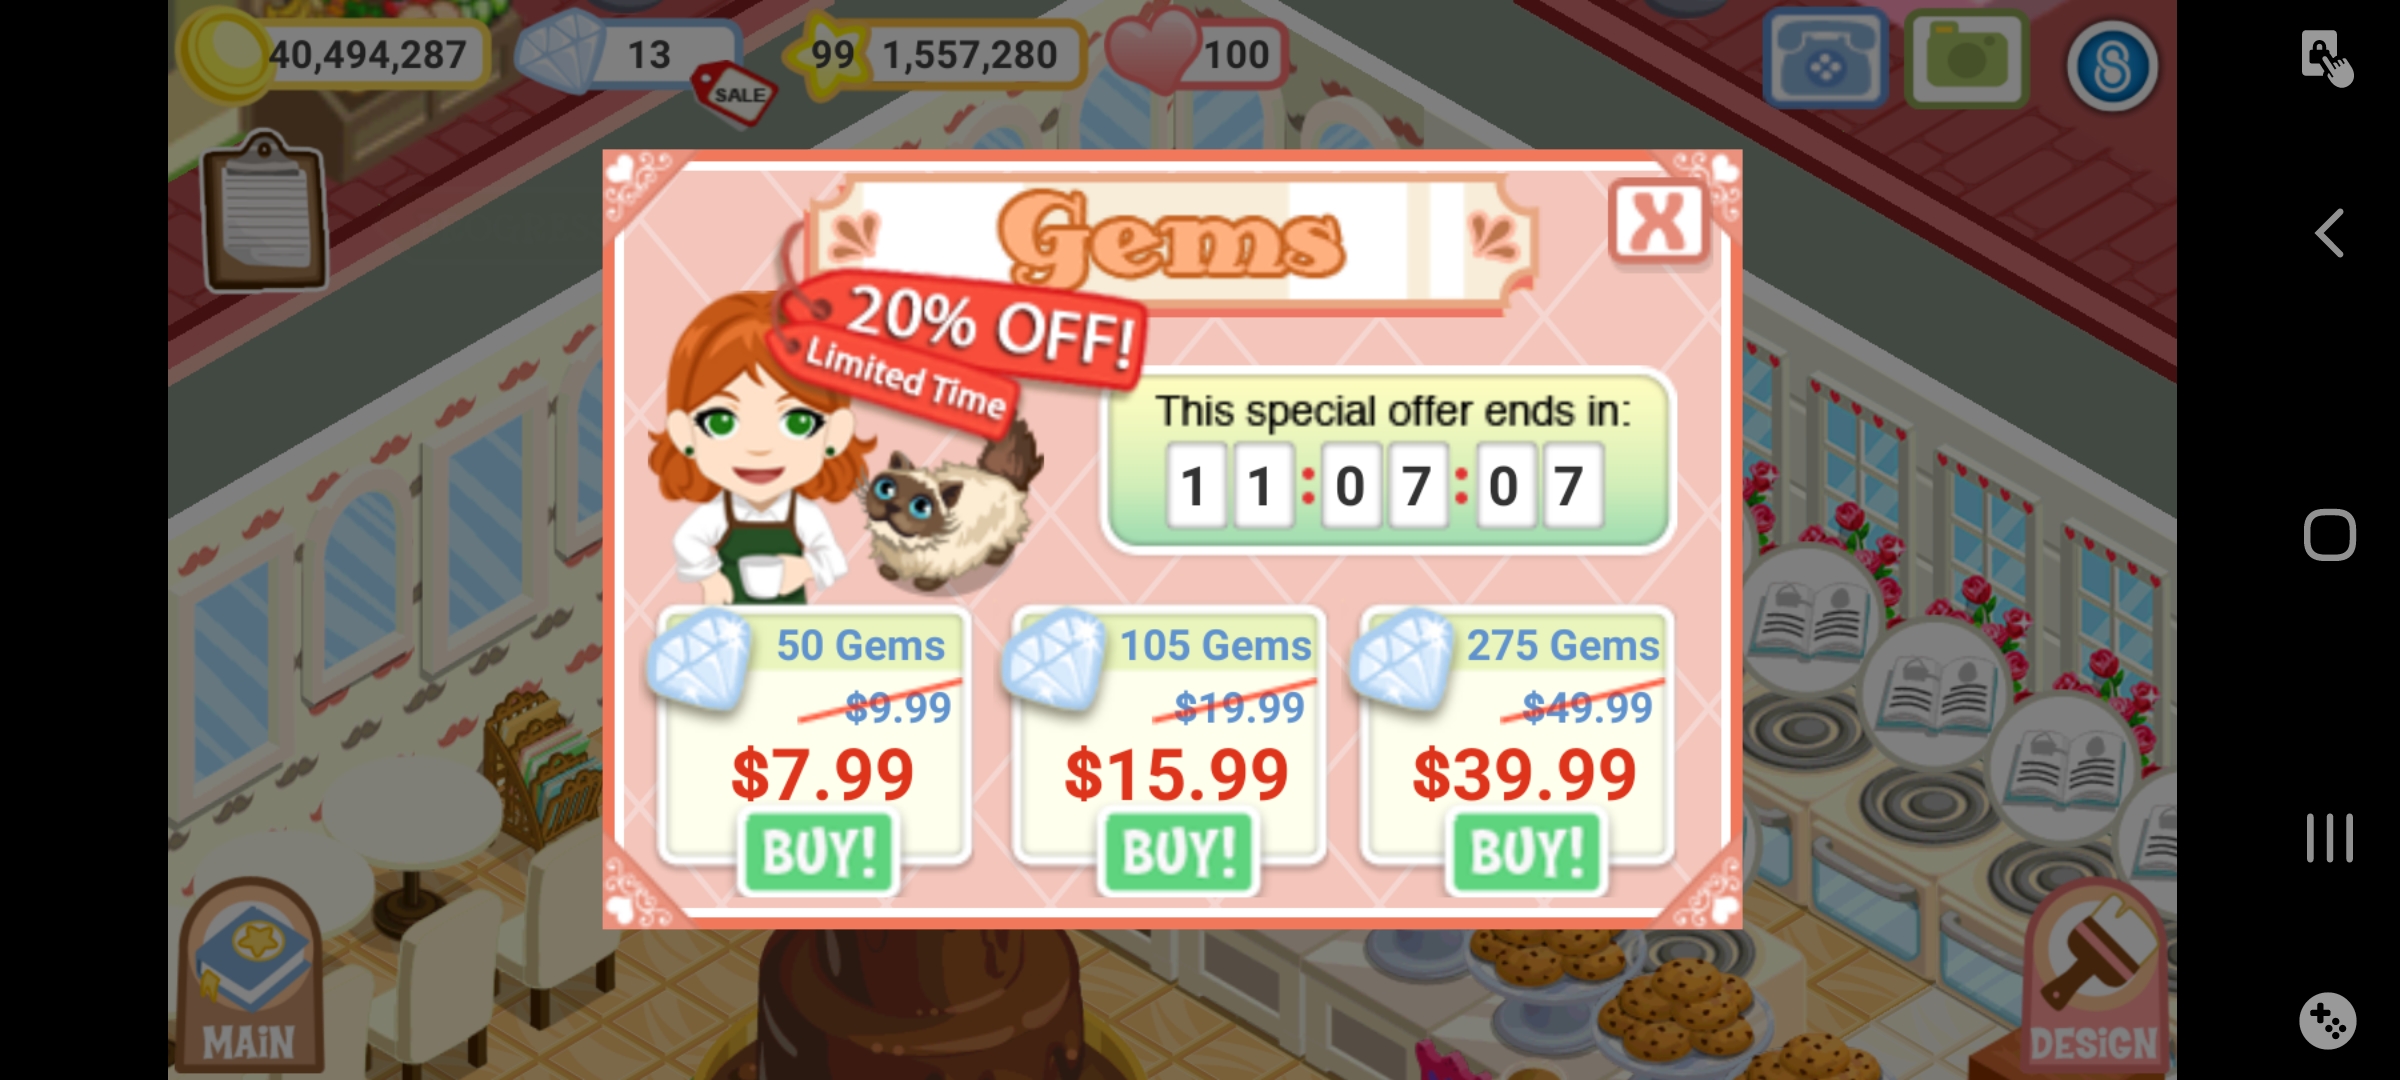 40,494,287
13
SALE
99
1,557,280
100
Gems
20% OFF!
Limited Time
This special offer ends in:
11:07:07
50 Gems
105 Gems
275 Gems
$9.99
$19.99
$49.99
$7.99
$15.99
$39.99
BUY!
BUY!
BUY!
MAiN
DESiGN